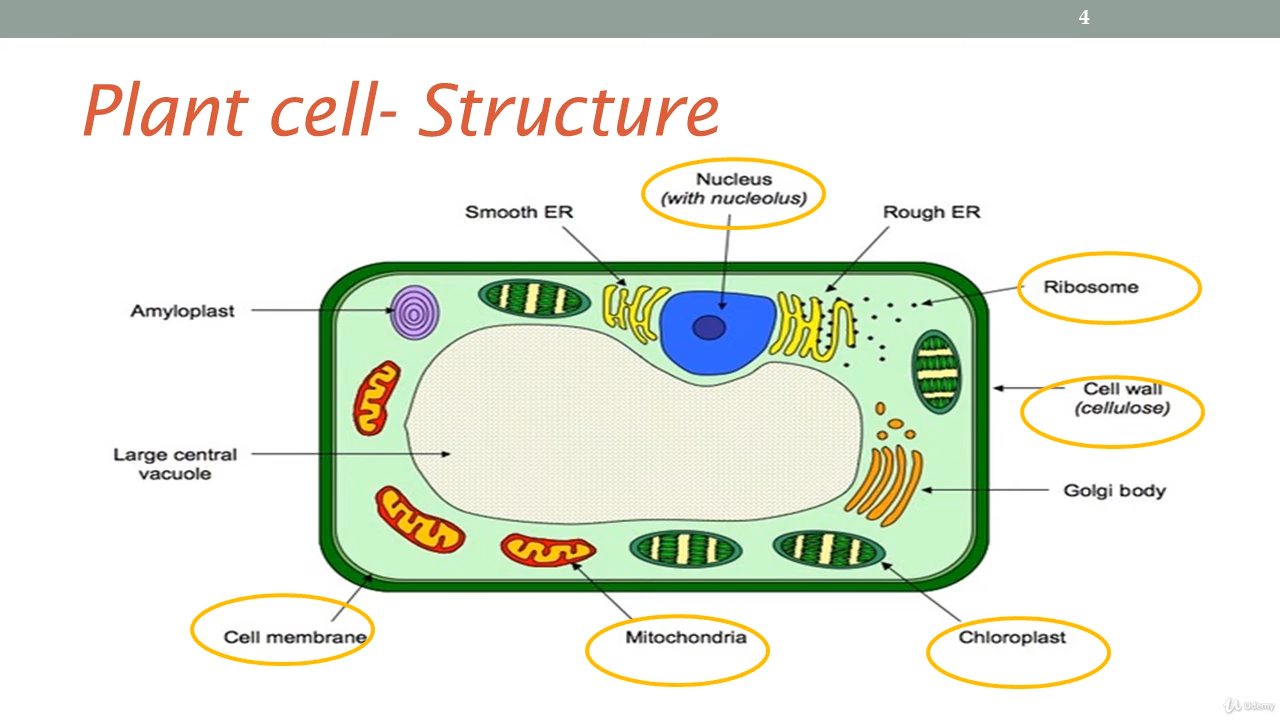 4
Plant cell- Structure
Nucleus
(with nucleolus)
Smooth ER
Rough ER
Ribosome
Amyloplast
Cell wall
(cellulose)
Large central
vacuole
Golgi body
Cell membrane
Mitochondria
Chloroplast
Udemy